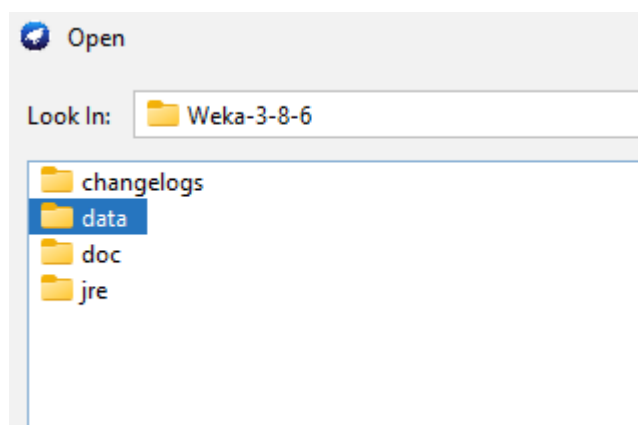 Open
Look In: Weka-3-8-6
changelogs
data
doc
jre